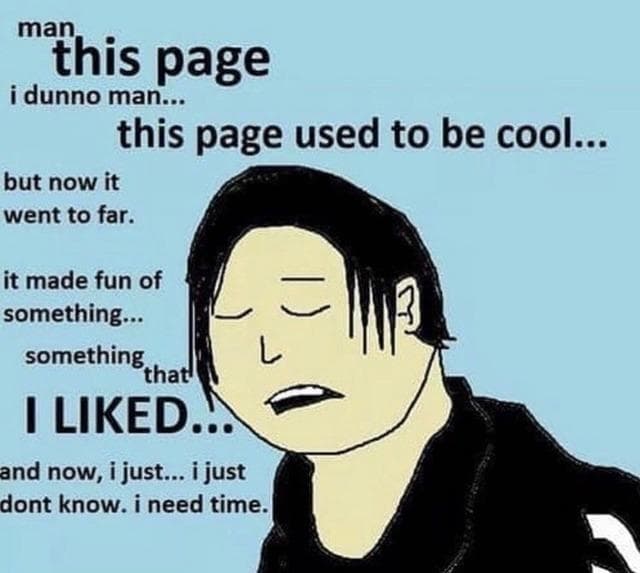 man
this page
i dunno man...
this page used to be cool...
but now it
went to far.
it made fun of
something...
something
that
I LIKED...
and now, i just... i just
dont know. i need time.